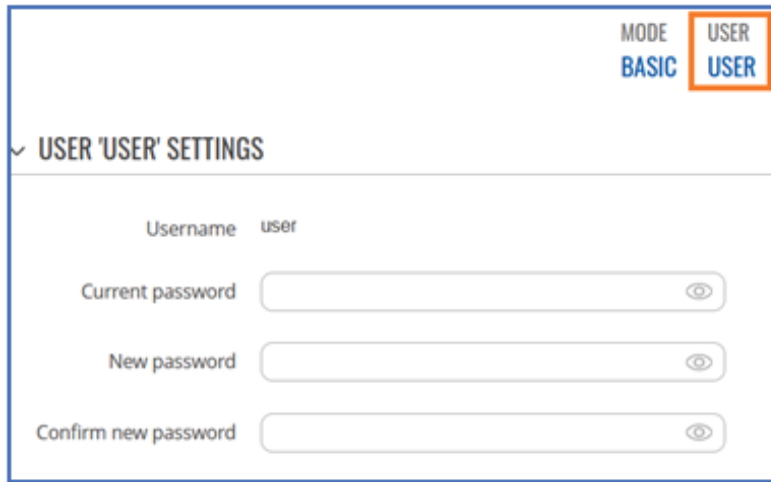 MODE USER
BASIC USER
USER 'USER' SETTINGS
Username user
Current password
New password
Confirm new password